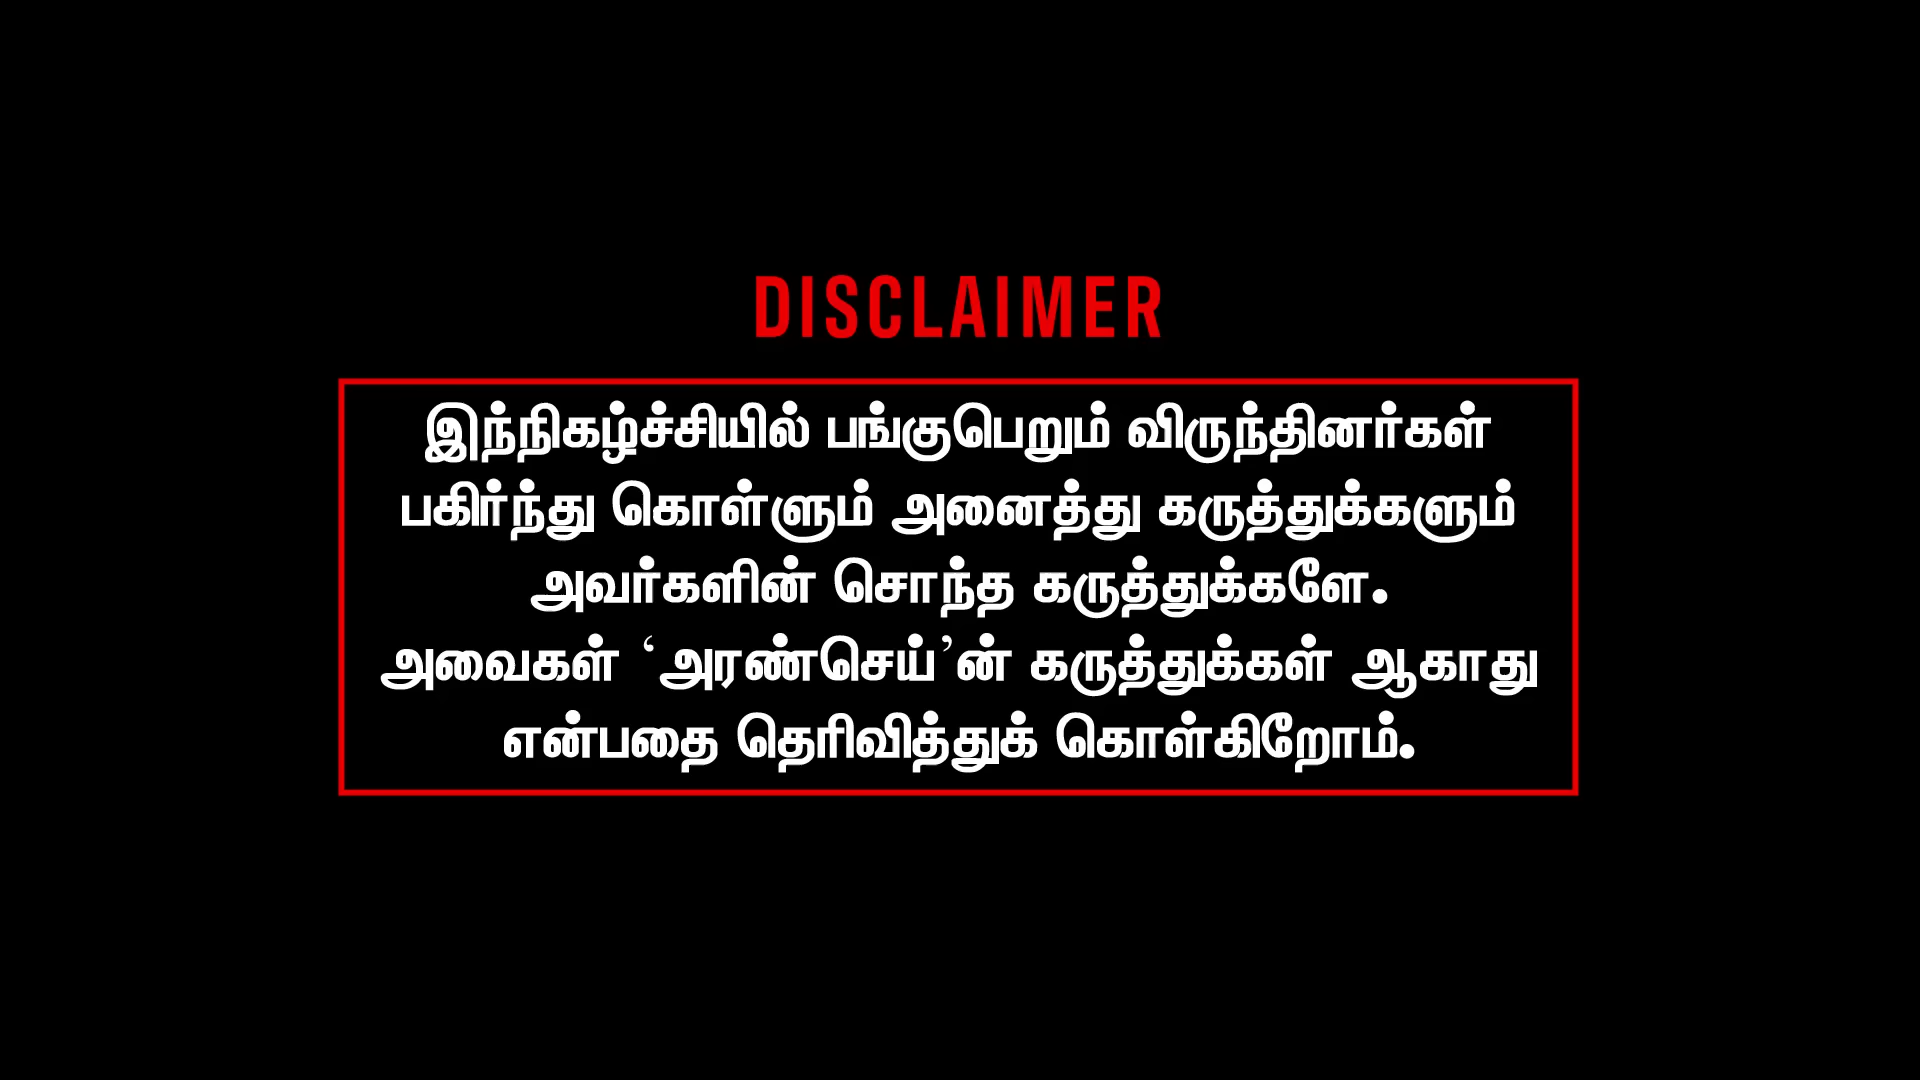 DISCLAIMER
இந்நிகழ்ச்சியில் பங்குபெறும் விருந்தினர்கள்
பகிர்ந்து கொள்ளும் அனைத்து கருத்துக்களும்
அவர்களின் சொந்த கருத்துக்களே.
அவைகள் ‘அரண்செய்’ன் கருத்துக்கள் ஆகாது
என்பதை தெரிவித்துக் கொள்கிறோம்.